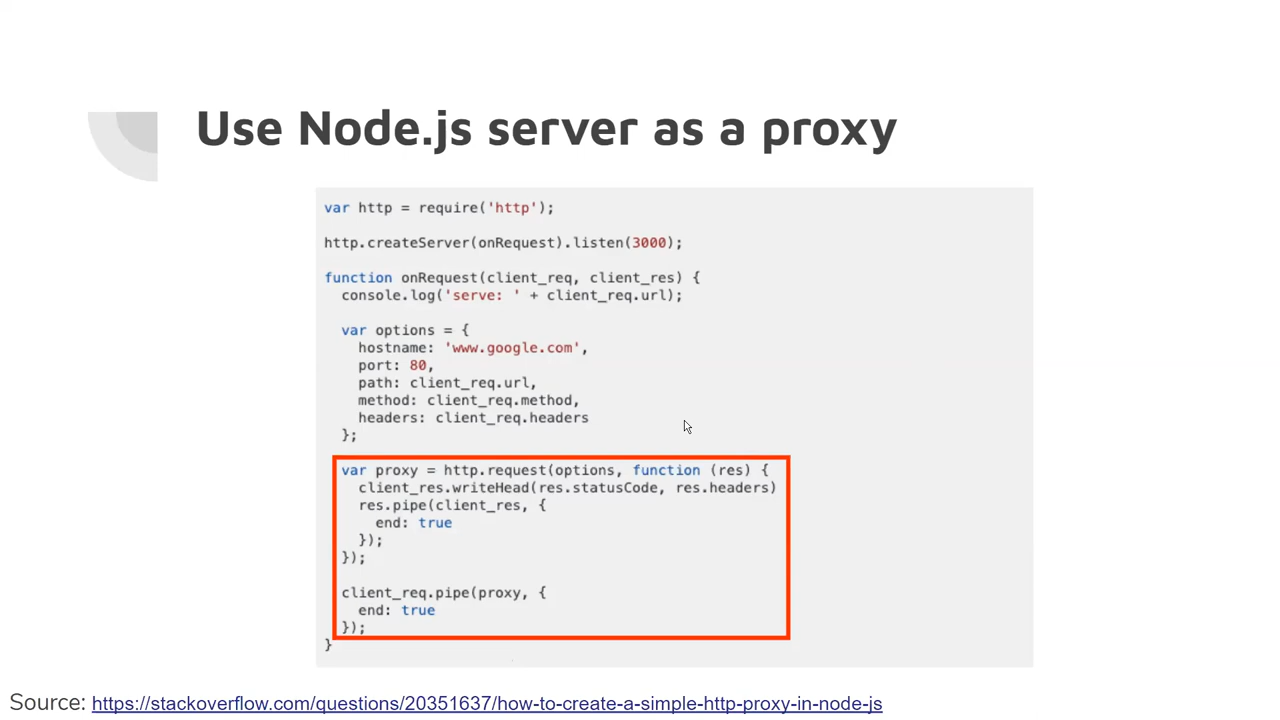 Use Node.js server as a proxy
var http = require('http');
http.createServer(onRequest).listen(3000);
function onRequest(client_req, client_res) {
console.log('serve: ' + client_req.url);
var options = {
hostname: 'www.google.com',
port: 80,
path: client_req.url,
method: client_req.method,
headers: client_req.headers
};
var proxy = http.request(options, function (res) {
client_res.writeHead(res.statusCode, res.headers)
res.pipe(client_res, {
end: true
});
});
client_req.pipe(proxy, {
end: true
});
}
Source: https://stackoverflow.com/questions/20351637/how-to-create-a-simple-http-proxy-in-node-js